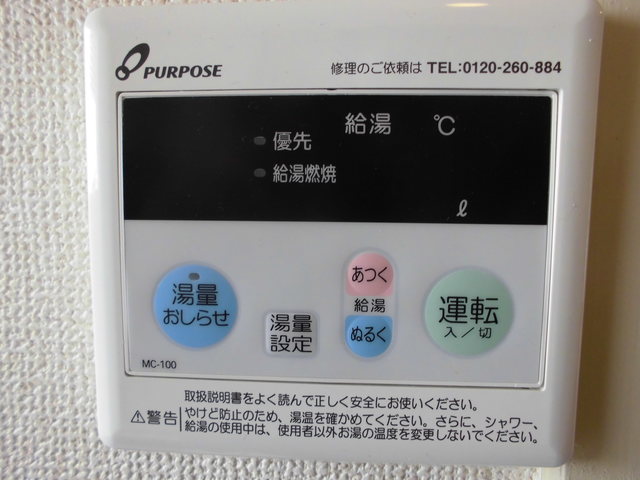 PURPOSE
修理のご依頼は TEL:0120-260-884
給湯 ℃
優先
給湯燃焼
ℓ
湯量
おしらせ
湯量
設定
あつく
給湯
ぬるく
運転
入／切
MC-100
取扱説明書をよく読んで正しく安全にお使いください。
⚠警告
やけど防止のため、湯温を確かめてください。さらに、シャワー、
給湯の使用中は、使用者以外お湯の温度を変更しないでください。